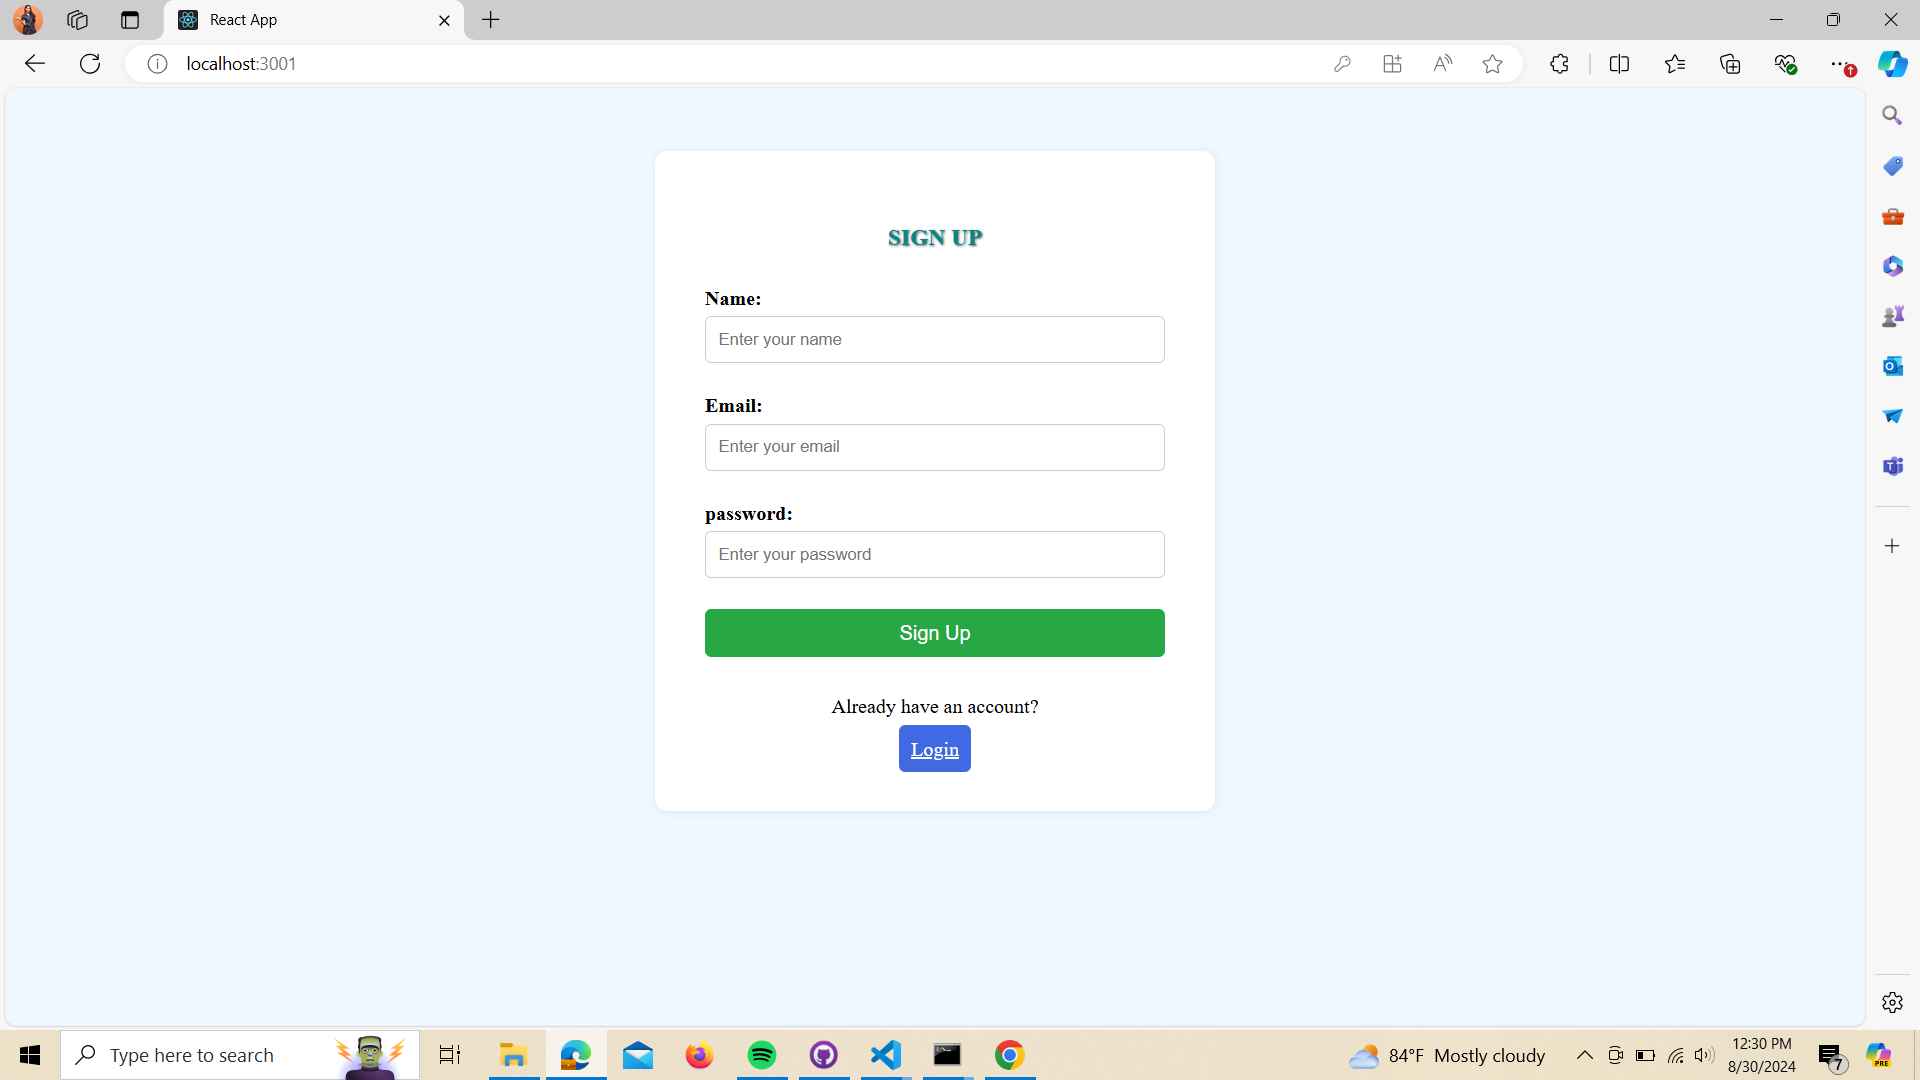 React App
localhost:3001
SIGN UP
Name:
Enter your name
Email:
Enter your email
password:
Enter your password
Sign Up
Already have an account?
Login
Type here to search
84°F Mostly cloudy
12:30 PM
8/30/2024
7
PRE